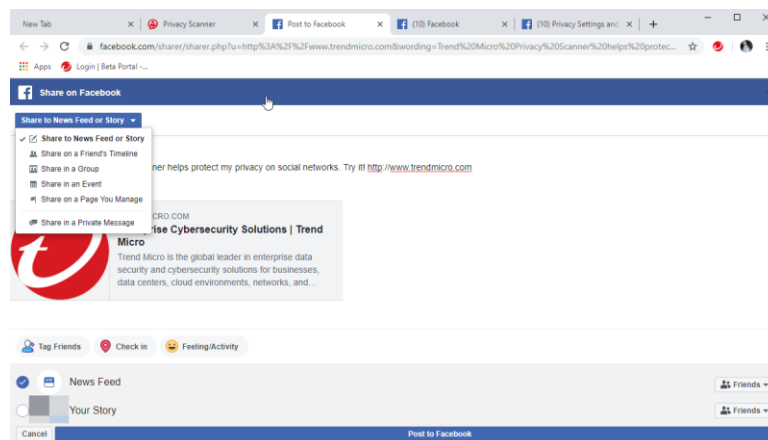 New Tab
Privacy Scanner
Post to Facebook
(10) Facebook
(10) Privacy Settings and
facebook.com/sharer/sharer.php?u=http%3A%2F%2Fwww.trendmicro.com&wording=Trend%20Micro%20Privacy%20Scanner%20helps%20protec...
Apps
Login | Beta Portal -...
Share on Facebook
Share to News Feed or Story
Share to News Feed or Story
Share on a Friend's Timeline
Share in a Group
Share in an Event
Share on a Page You Manage
Share in a Private Message
ner helps protect my privacy on social networks. Try it! http://www.trendmicro.com
CRO.COM
ise Cybersecurity Solutions | Trend
Micro
Trend Micro is the global leader in enterprise data
security and cybersecurity solutions for businesses,
data centers, cloud environments, networks, and...
Tag Friends
Check in
Feeling/Activity
News Feed
Friends
Your Story
Friends
Cancel
Post to Facebook